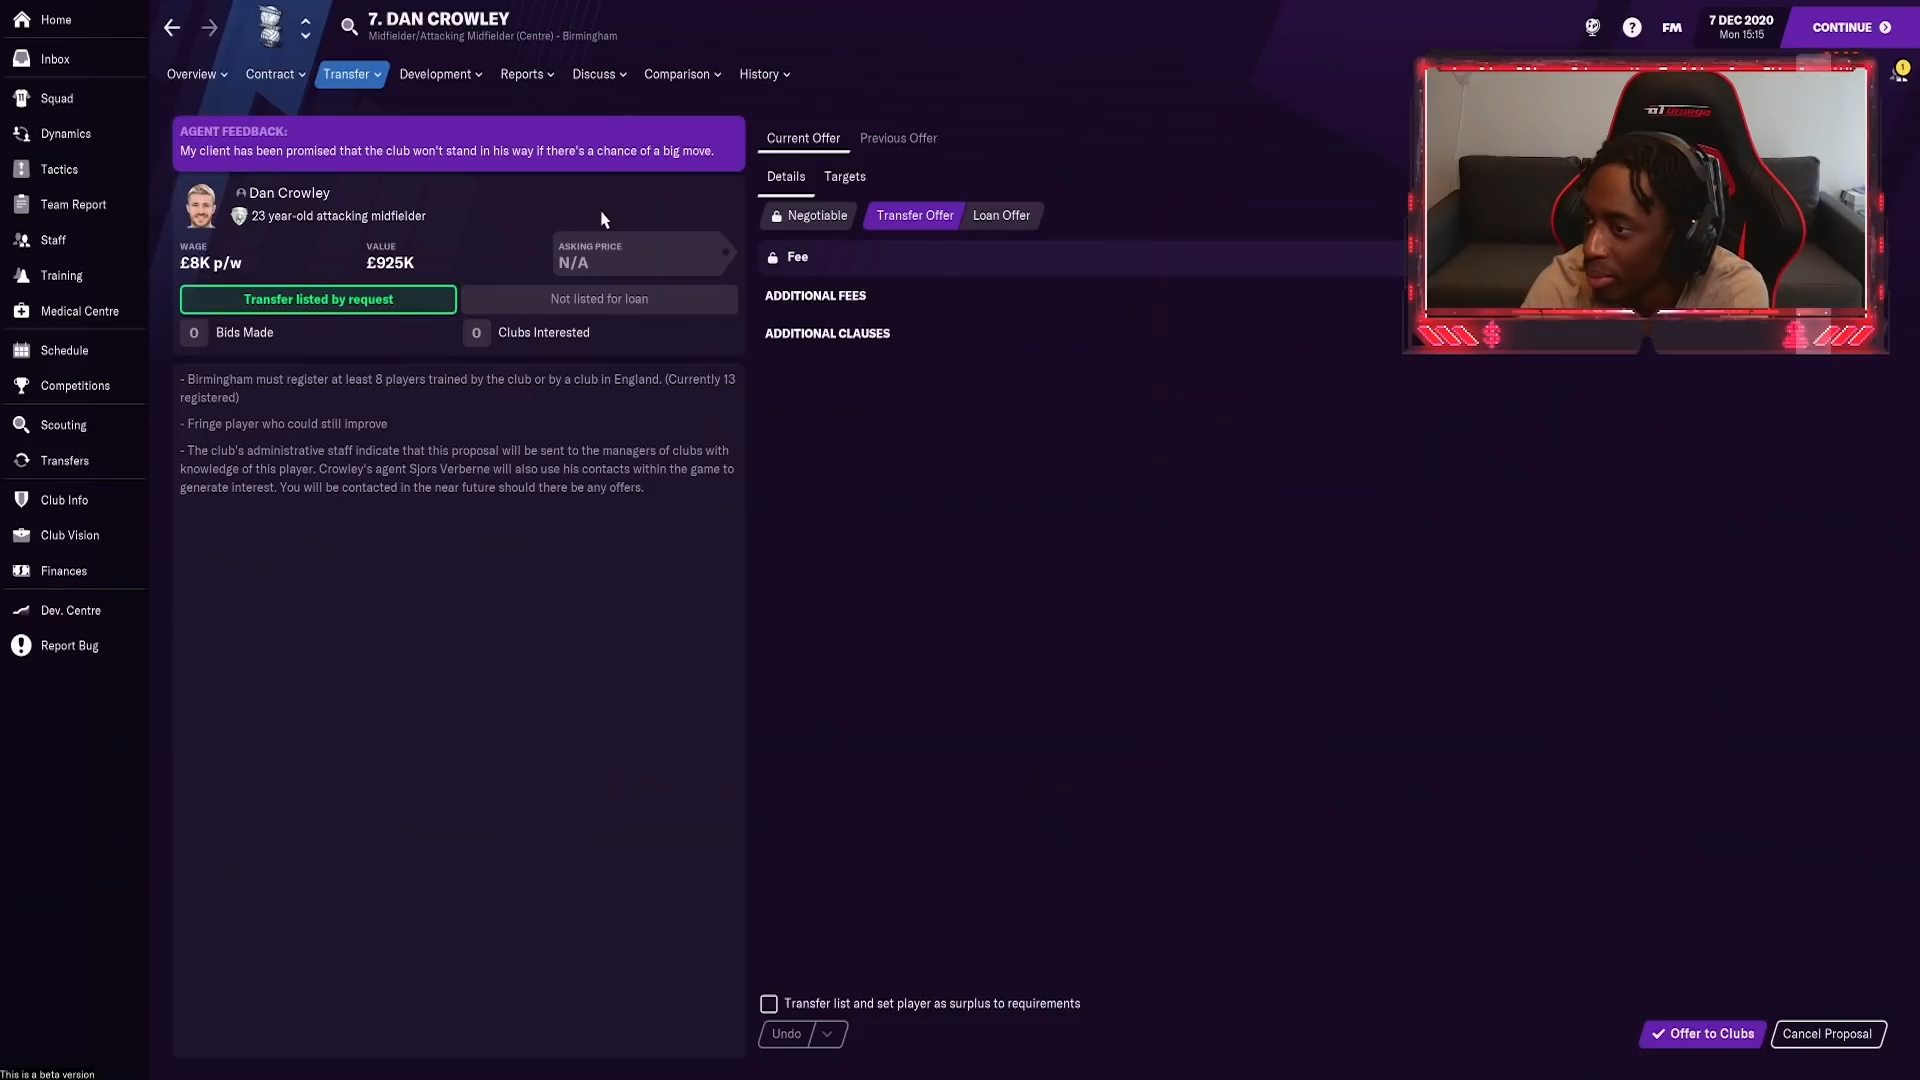 Home
Inbox
Squad
Dynamics
Tactics
Team Report
Staff
Training
Medical Centre
Schedule
Competitions
Scouting
Transfers
Club Info
Club Vision
Finances
Dev. Centre
Report Bug
This is a beta version
7. DAN CROWLEY
Midfielder/Attacking Midfielder (Centre) - Birmingham
FM
7 DEC 2020
Mon 15:15
CONTINUE
1
Overview Contract Transfer Development Reports Discuss Comparison History
AGENT FEEDBACK:
My client has been promised that the club won't stand in his way if there's a chance of a big move.
Dan Crowley
23 year-old attacking midfielder
WAGE VALUE ASKING PRICE
£8K p/w £925K N/A
Transfer listed by request Not listed for loan
0 Bids Made 0 Clubs Interested
- Birmingham must register at least 8 players trained by the club or by a club in England. (Currently 13
registered)
- Fringe player who could still improve
- The club's administrative staff indicate that this proposal will be sent to the managers of clubs with
knowledge of this player. Crowley's agent Sjors Verberne will also use his contacts within the game to
generate interest. You will be contacted in the near future should there be any offers.
Current Offer Previous Offer
Details Targets
Negotiable Transfer Offer Loan Offer
Fee
ADDITIONAL FEES
ADDITIONAL CLAUSES
Transfer list and set player as surplus to requirements
Undo
Offer to Clubs Cancel Proposal
GT Omega